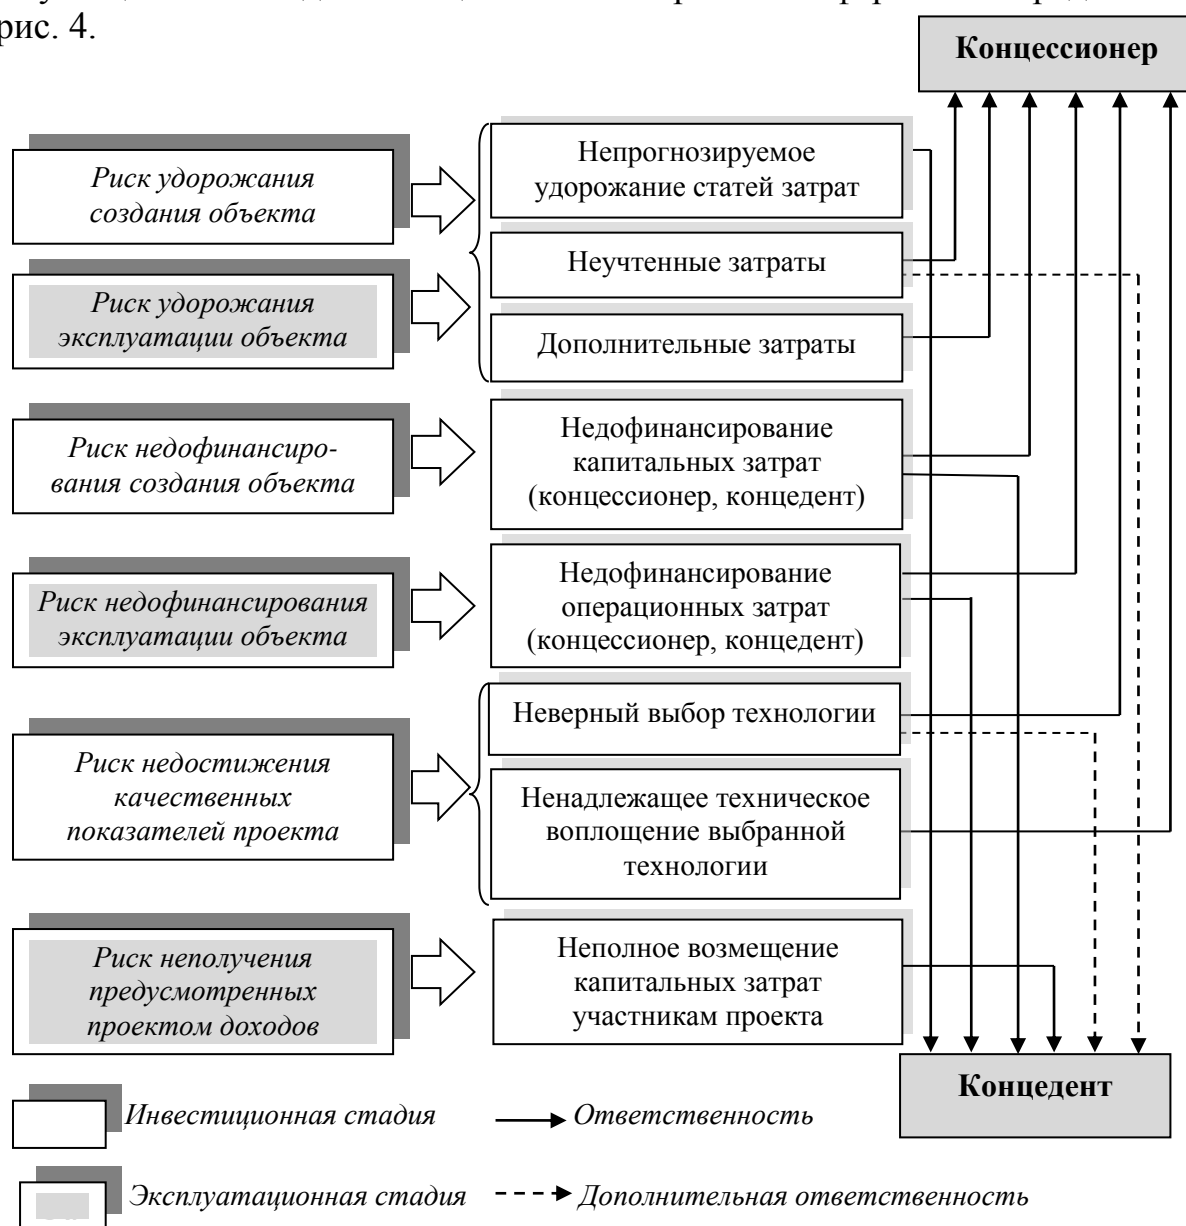 рис. 4.
Концессионер
Риск удорожания
создания объекта
Риск удорожания
эксплуатации объекта
Непрогнозируемое
удорожание статей затрат
Неучтенные затраты
Дополнительные затраты
Риск недофинансиро-
вания создания объекта
Недофинансирование
капитальных затрат
(концессионер, концедент)
Риск недофинансирования
эксплуатации объекта
Недофинансирование
операционных затрат
(концессионер, концедент)
Риск недостижения
качественных
показателей проекта
Неверный выбор технологии
Ненадлежащее техническое
воплощение выбранной
технологии
Риск неполучения
предусмотренных
проектом доходов
Неполное возмещение
капитальных затрат
участникам проекта
Концедент
Инвестиционная стадия
Ответственность
Эксплуатационная стадия
Дополнительная ответственность